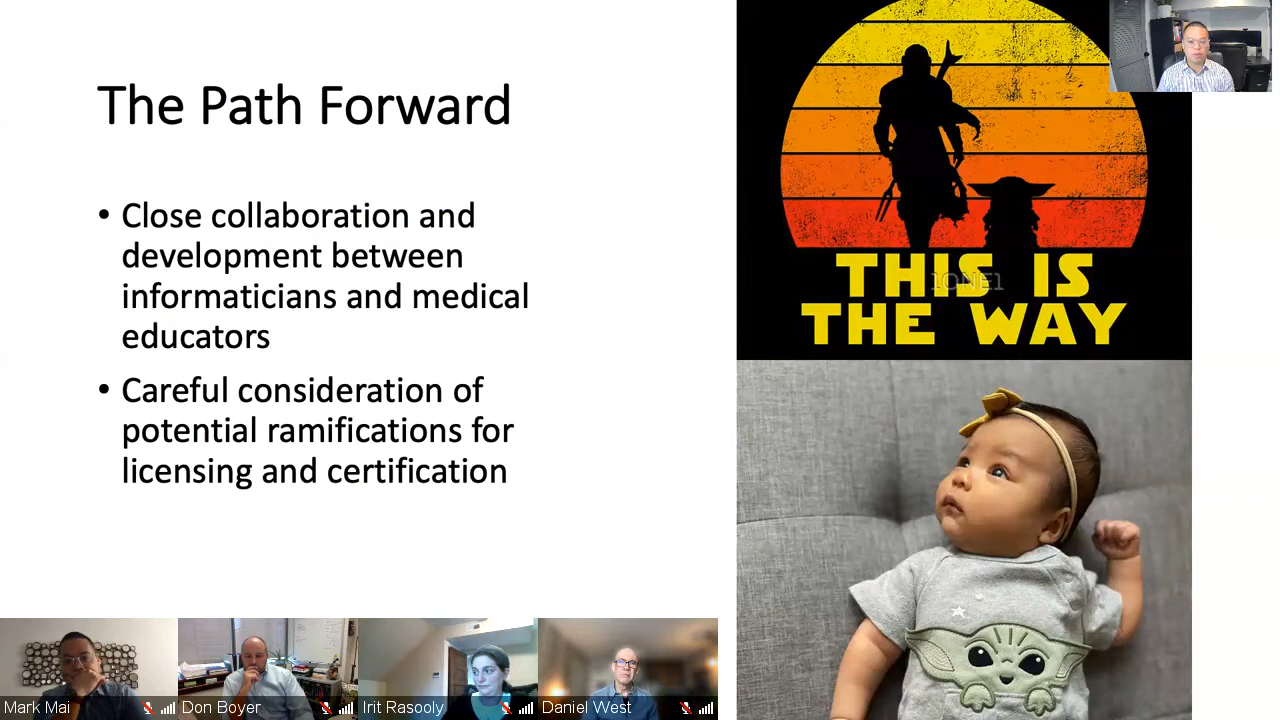 The Path Forward
• Close collaboration and
development between
informaticians and medical
educators
• Careful consideration of
potential ramifications for
licensing and certification
THIS IS
THE WAY
1ONE1
Mark Mai
Don Boyer
Irit Rasooly
Daniel West